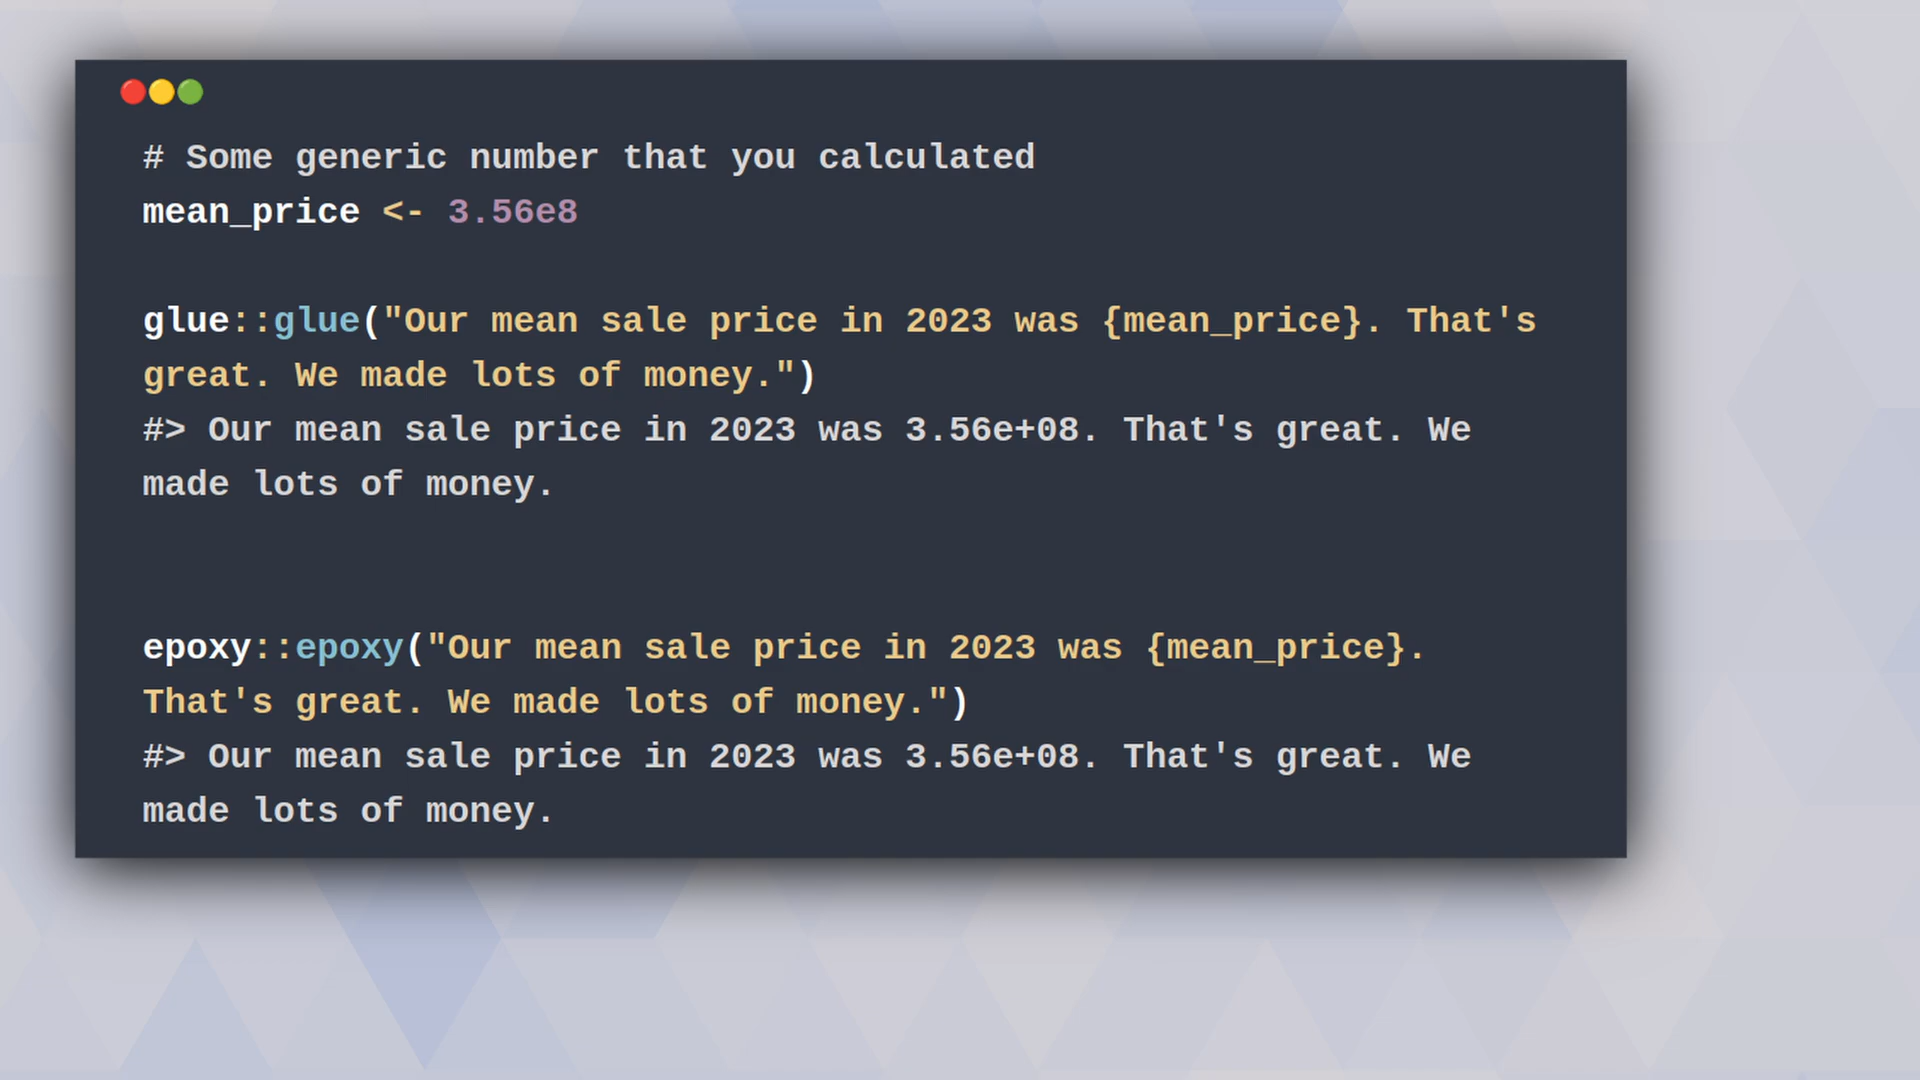 # Some generic number that you calculated
mean_price <- 3.56e8
glue::glue("Our mean sale price in 2023 was {mean_price}. That's
great. We made lots of money.")
#> Our mean sale price in 2023 was 3.56e+08. That's great. We
made lots of money.
epoxy::epoxy("Our mean sale price in 2023 was {mean_price}.
That's great. We made lots of money.")
#> Our mean sale price in 2023 was 3.56e+08. That's great. We
made lots of money.